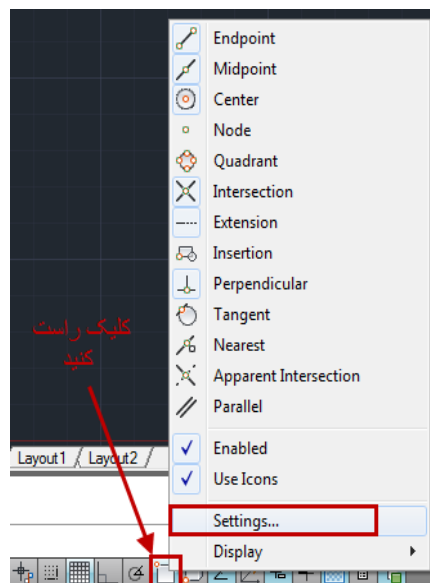 Endpoint
Midpoint
Center
Node
Quadrant
Intersection
Extension
Insertion
Perpendicular
Tangent
Nearest
Apparent Intersection
Parallel
کلیک راست
کنید
Layout1 / Layout2 /
Enabled
Use Icons
Settings...
Display